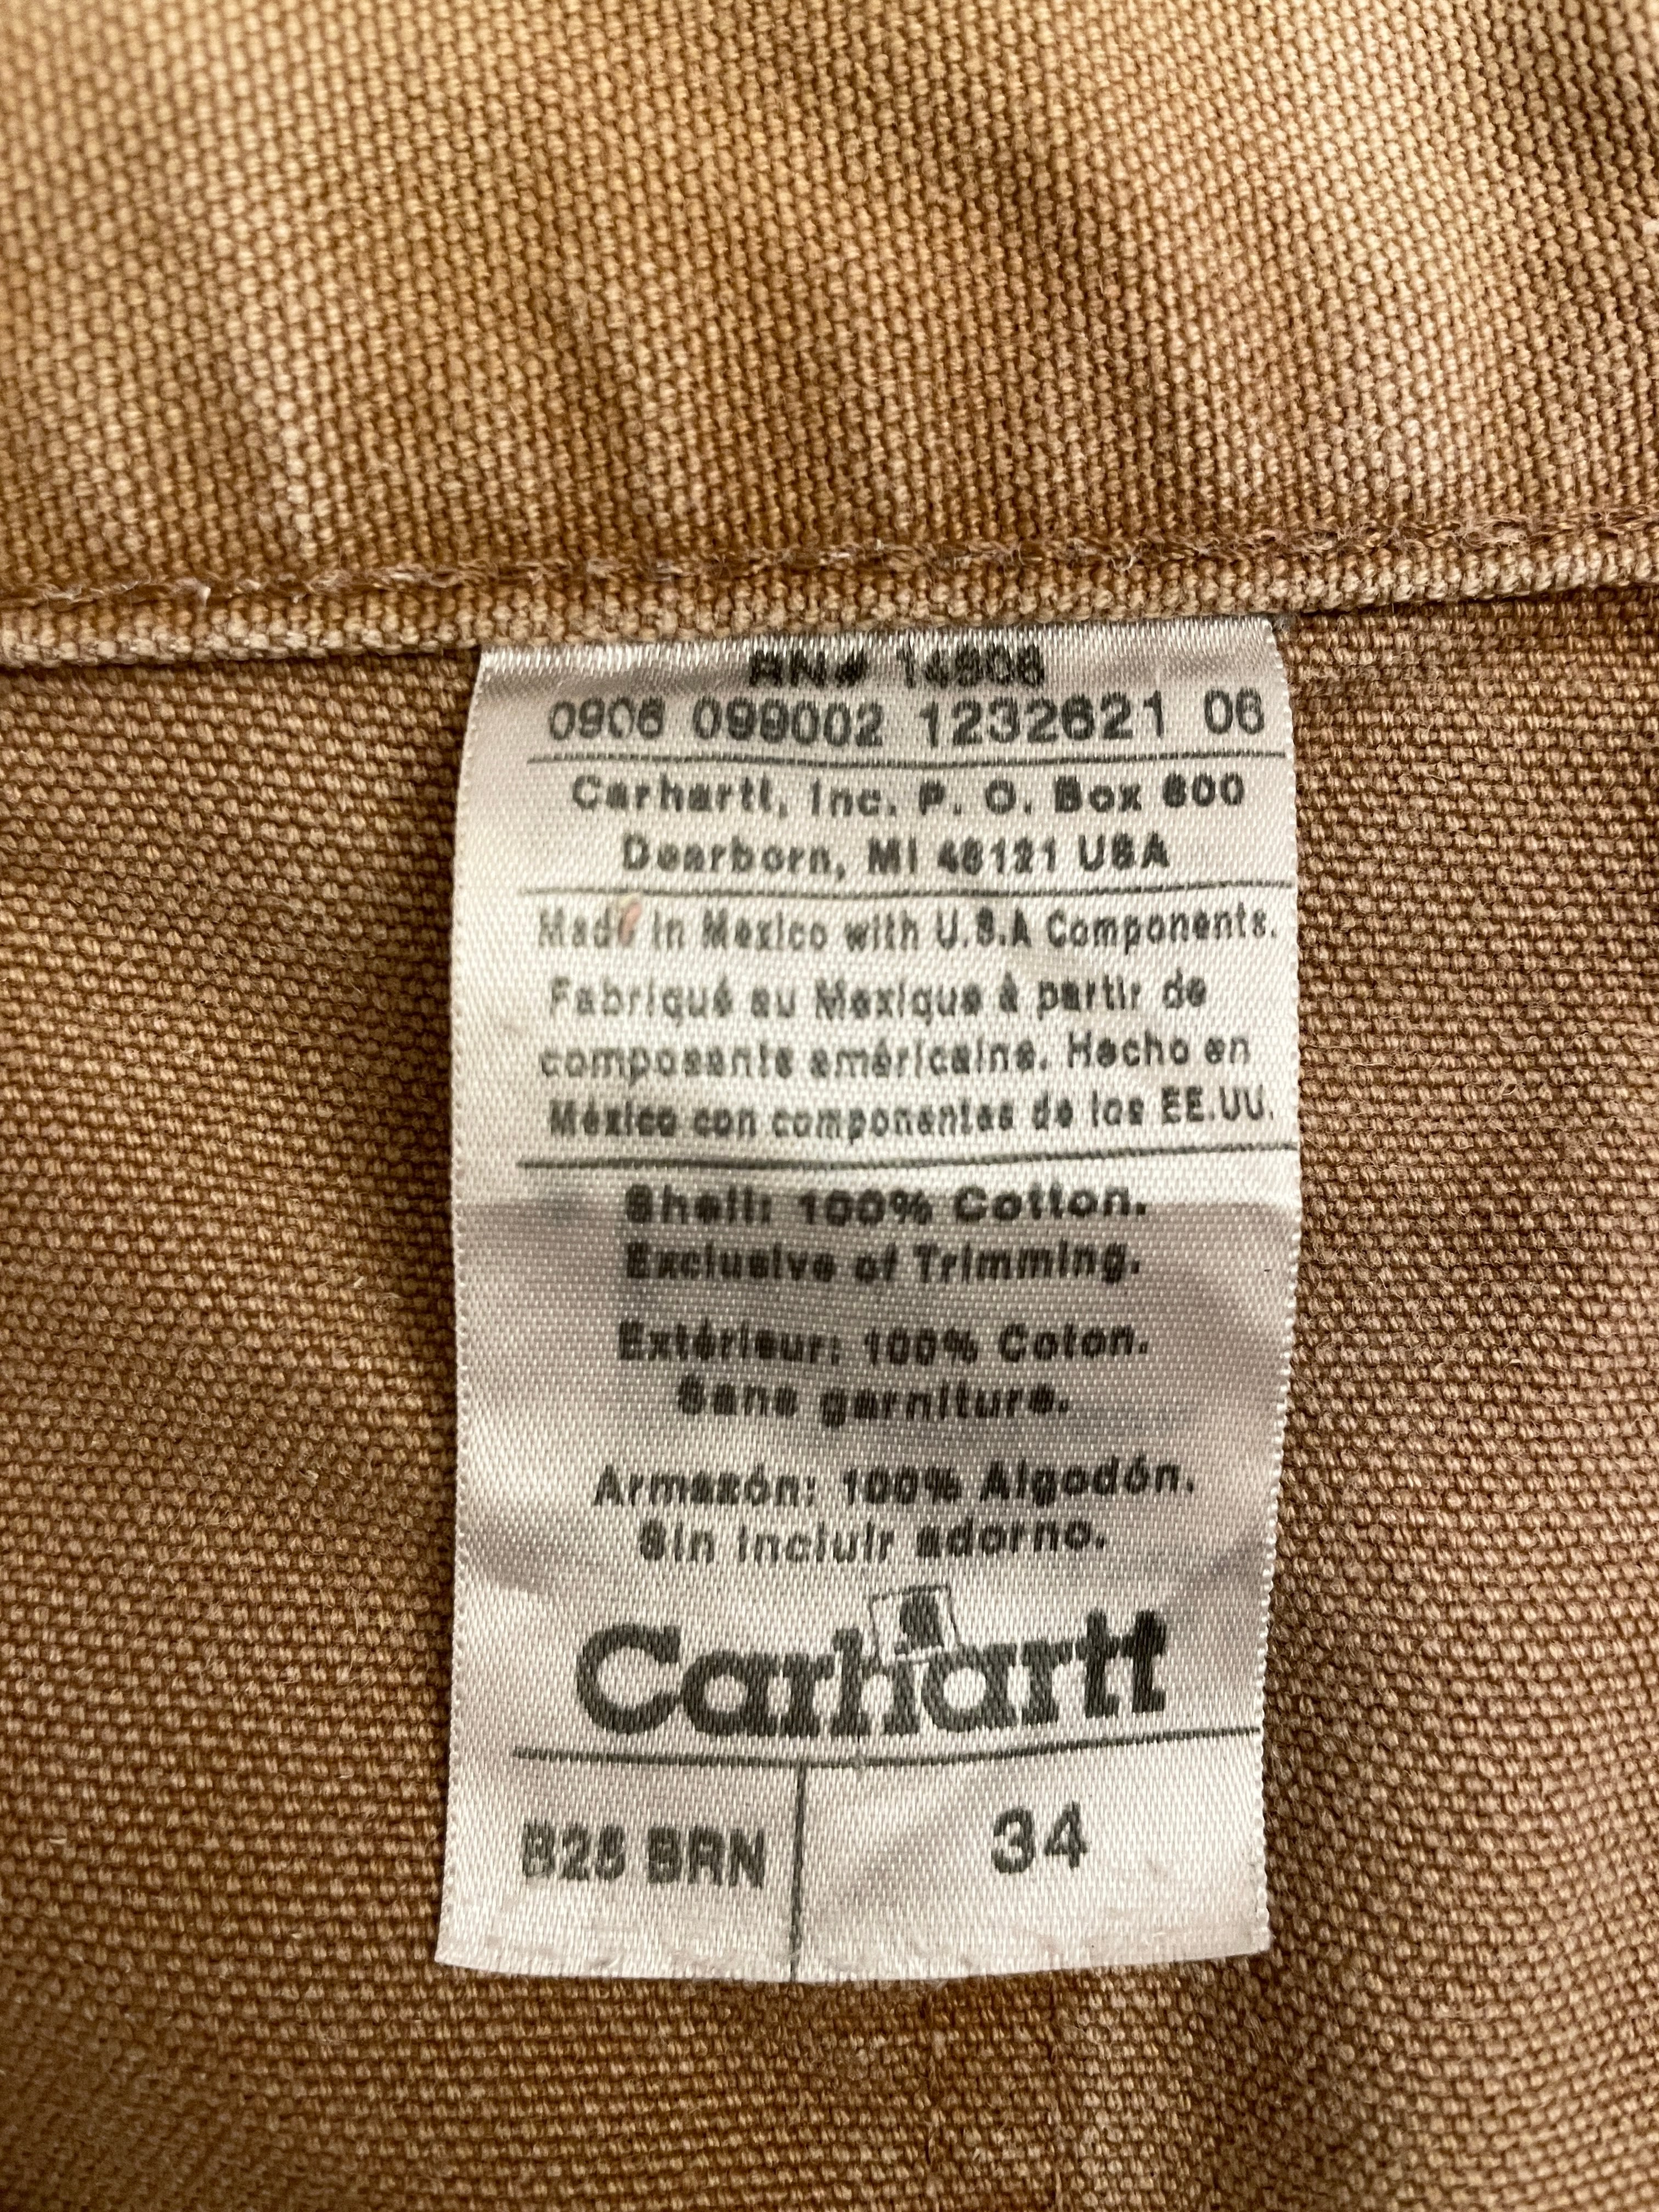 RN# 14806
0906 099002 1232621 06
Carhartt, Inc. P. O. Box 600
Dearborn, MI 48121 USA
Made in Mexico with U.S.A Components.
Fabriqué au Mexique à partir de
composants américains. Hecho en
México con componentes de los EE.UU.
Shell: 100% Cotton.
Exclusive of Trimming.
Extérieur: 100% Coton.
Sans garniture.
Armazón: 100% Algodón.
Sin incluir adorno.
Carhartt
B25 BRN 34